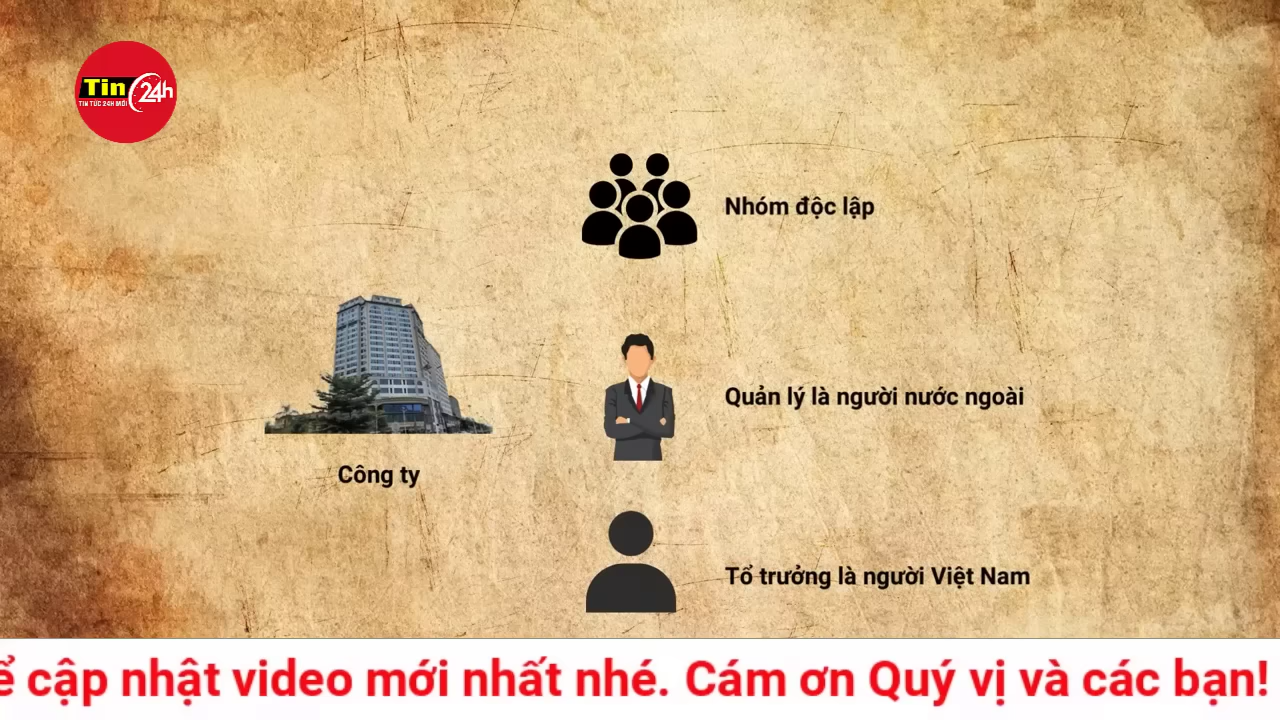 Tin 24h
TIN TỨC 24H MỚI
Nhóm độc lập
Quản lý là người nước ngoài
Công ty
Tổ trưởng là người Việt Nam
ể cập nhật video mới nhất nhé. Cám ơn Quý vị và các bạn!